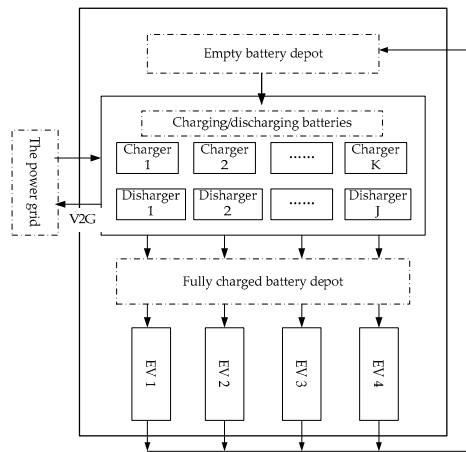 Empty battery depot
Charging/discharging batteries
Charger
1
Charger
2
......
Charger
K
The power grid
Disharger
1
Disharger
2
......
Disharger
J
V2G
Fully charged battery depot
EV 1
EV 2
EV 3
EV 4